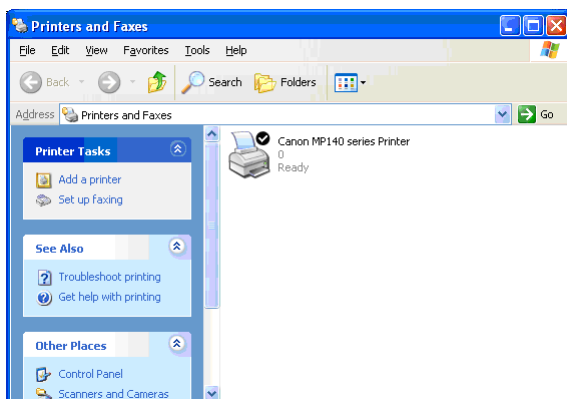 Printers and Faxes
File Edit View Favorites Tools Help
Back Search Folders
Address Printers and Faxes Go
Printer Tasks
Add a printer
Set up faxing
See Also
Troubleshoot printing
Get help with printing
Other Places
Control Panel
Scanners and Cameras
Canon MP140 series Printer
0
Ready